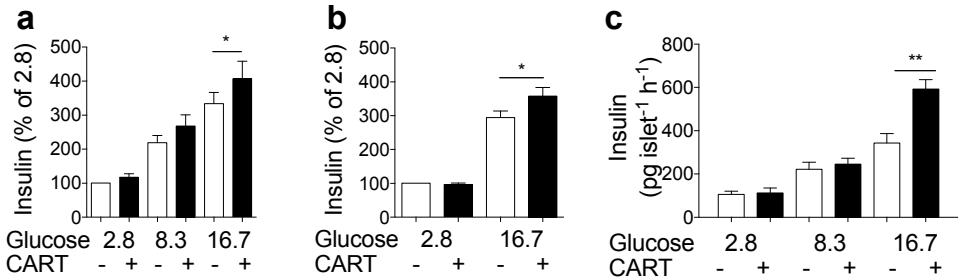 a
Insulin (% of 2.8)
500
400
300
200
100
0
*
Glucose 2.8 8.3 16.7
CART - + - + - +
b
Insulin (% of 2.8)
500
400
300
200
100
0
*
2.8 16.7
- + - +
c
Insulin
(pg islet⁻¹ h⁻¹)
800
600
400
200
0
**
Glucose 2.8 8.3 16.7
CART - + - + - +